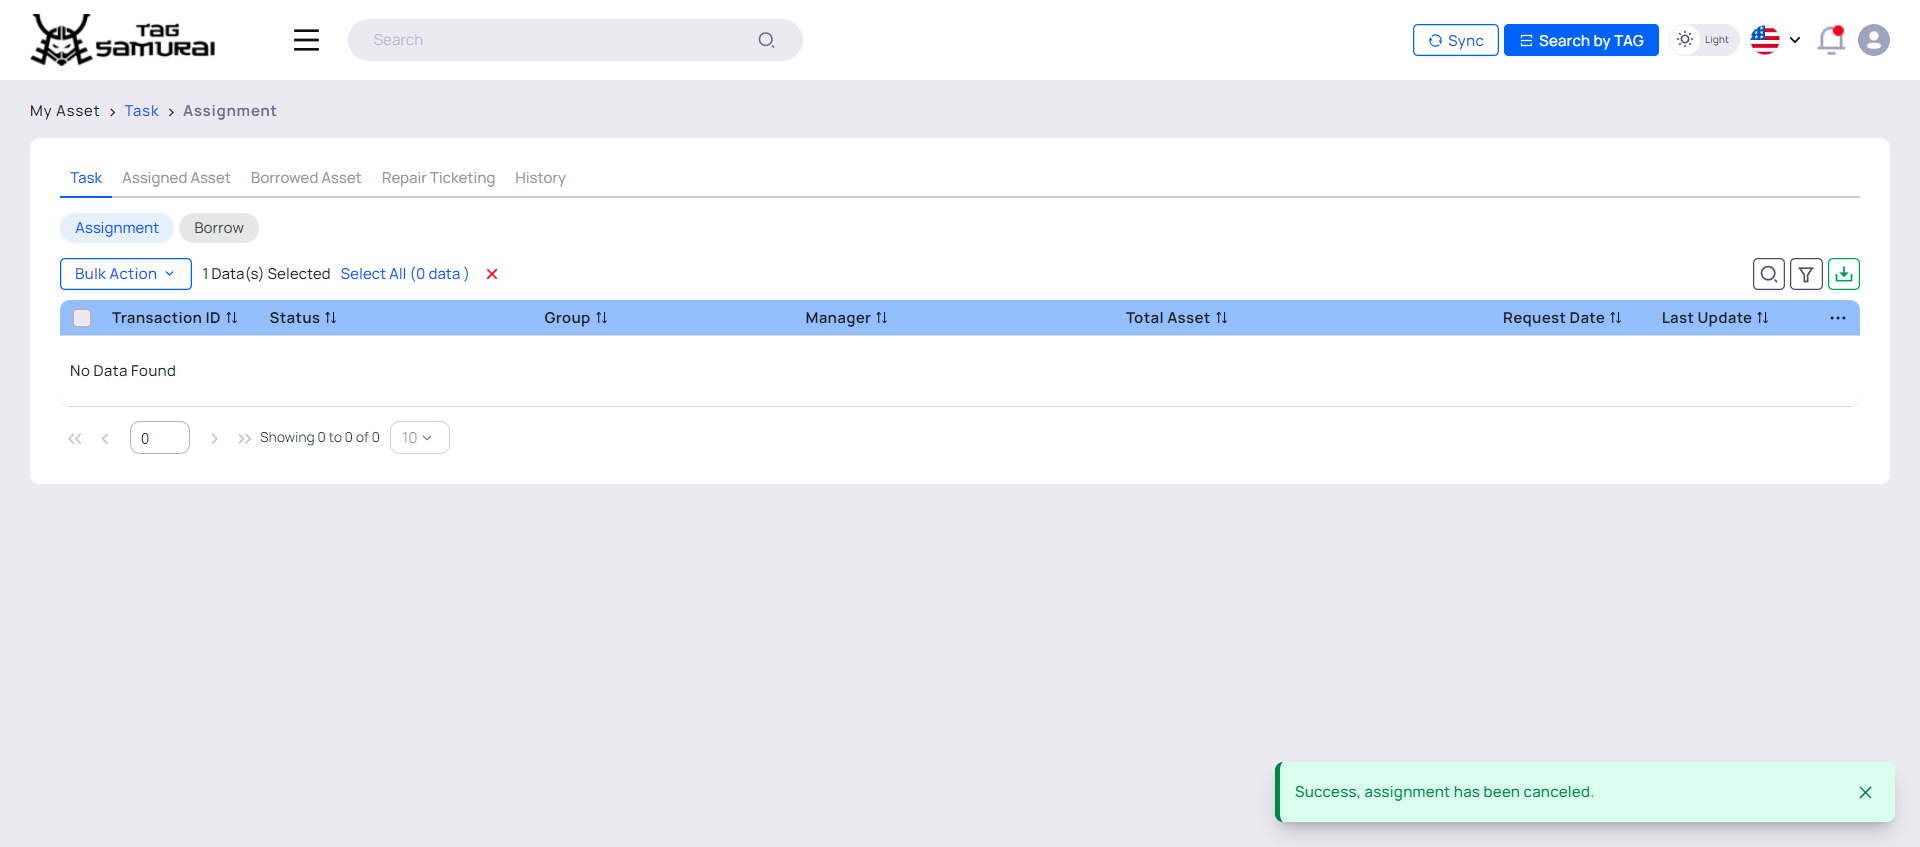 TAG SAMURAI
Search
Sync
Search by TAG
Light
My Asset > Task > Assignment
Task Assigned Asset Borrowed Asset Repair Ticketing History
Assignment Borrow
Bulk Action 1 Data(s) Selected Select All (0 data )
Transaction ID Status Group Manager Total Asset Request Date Last Update
No Data Found
0 Showing 0 to 0 of 0 10
Success, assignment has been canceled.